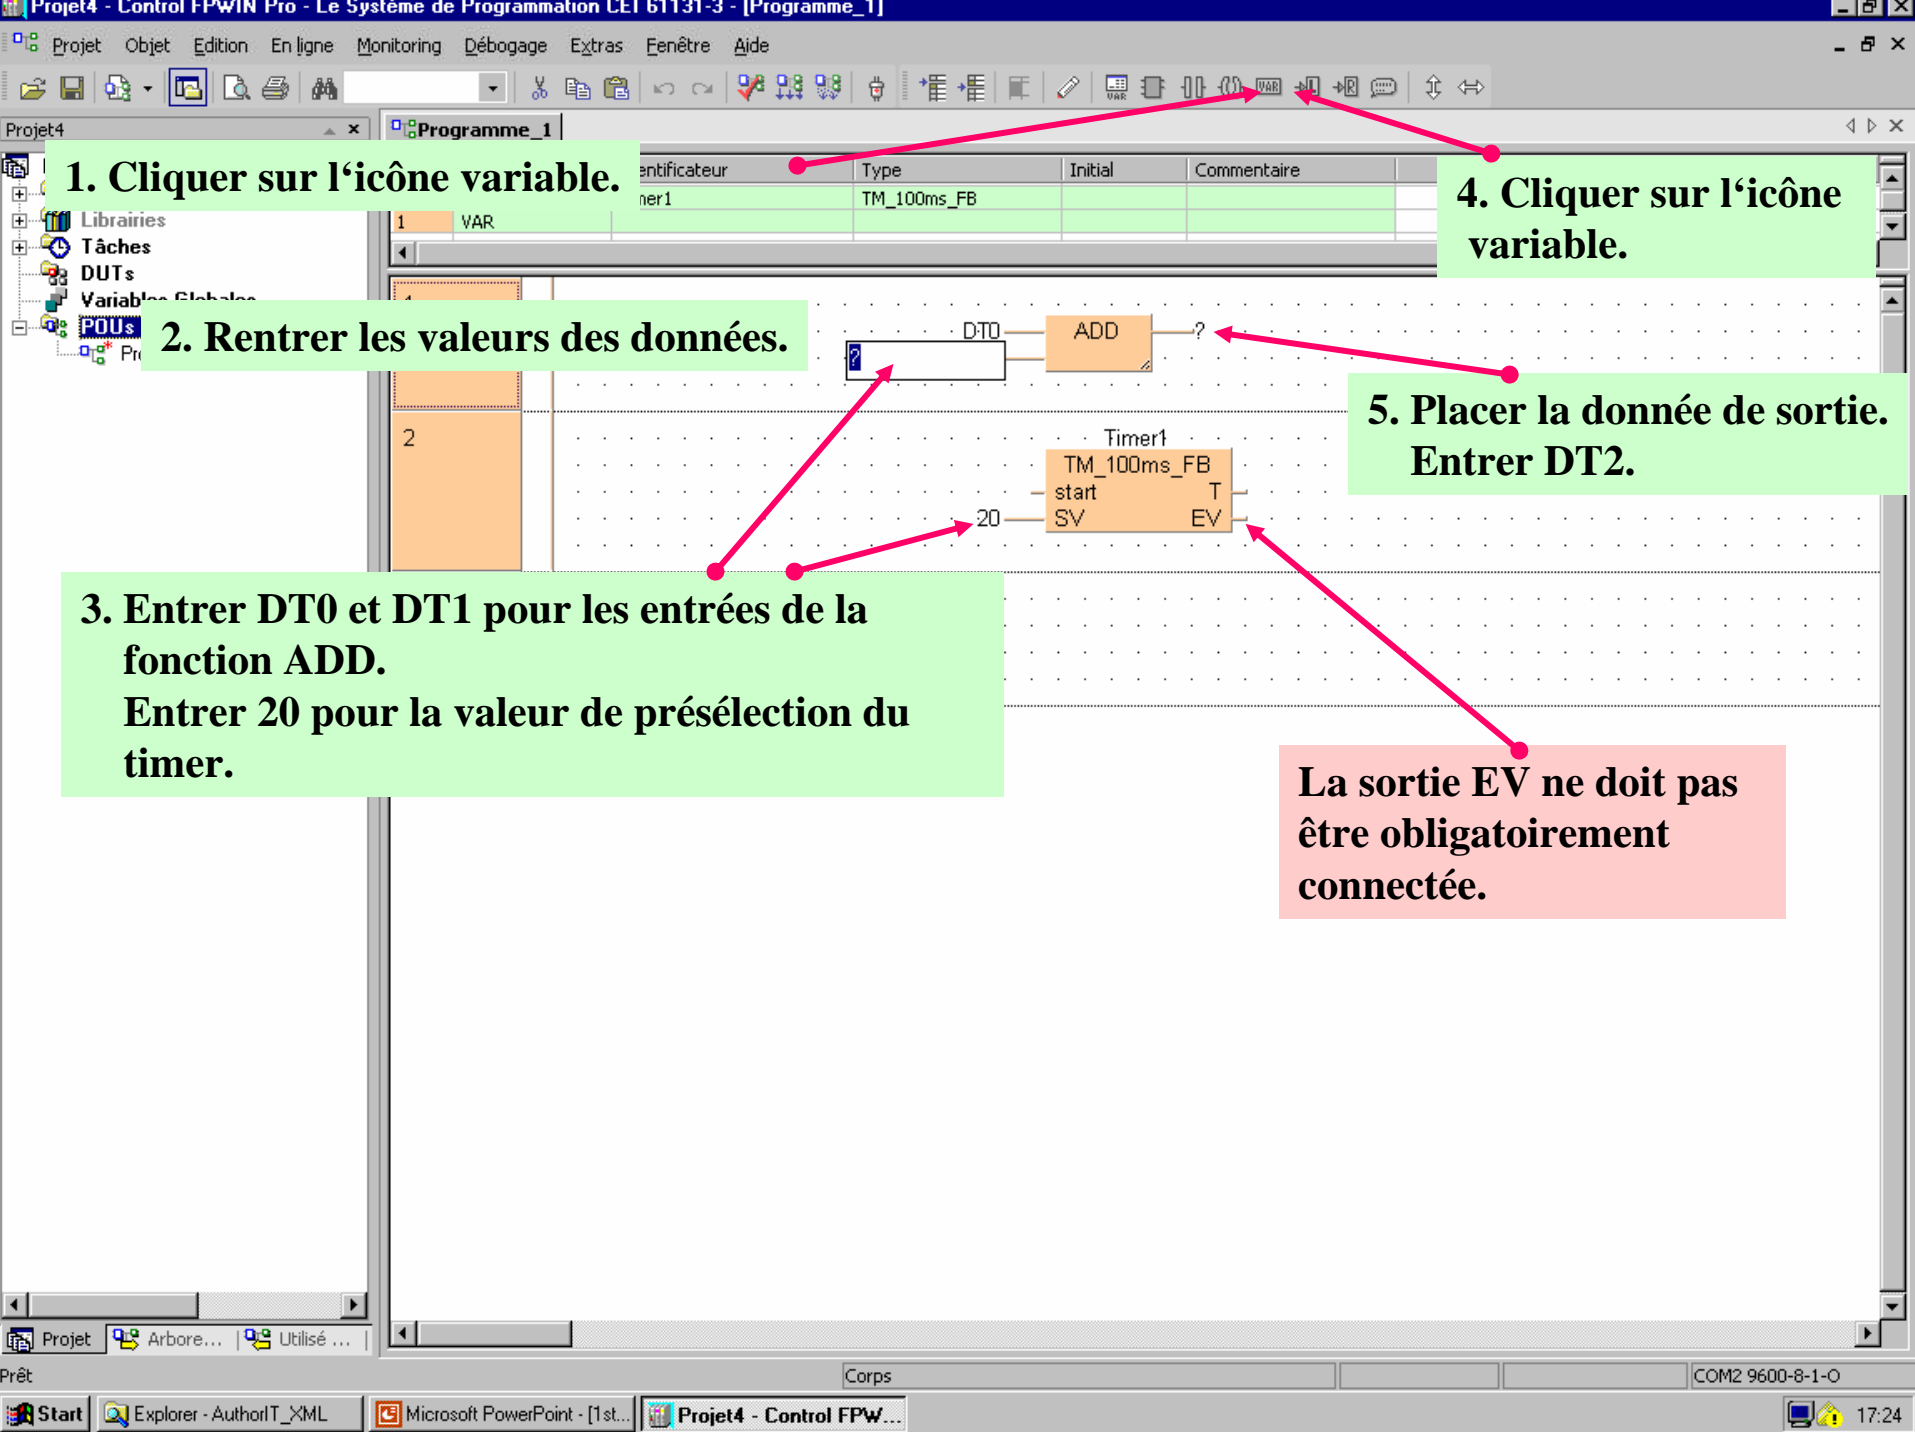 Projet4 - Control FPWIN Pro - Le Système de Programmation CEI 61131-3 - [Programme_1]
Projet Objet Edition En ligne Monitoring Débogage Extras Fenêtre Aide
Projet4
Programme_1
1. Cliquer sur l‘icône variable.
Type Initial Commentaire
TM_100ms_FB
1 VAR
4. Cliquer sur l‘icône
variable.
Librairies
Tâches
DUTs
POUs
2. Rentrer les valeurs des données.
DT0 ADD ?
?
5. Placer la donnée de sortie.
Entrer DT2.
2
Timer1
TM_100ms_FB
start T
20 SV EV
3. Entrer DT0 et DT1 pour les entrées de la
fonction ADD.
Entrer 20 pour la valeur de présélection du
timer.
La sortie EV ne doit pas
être obligatoirement
connectée.
Projet Arbore... Utilisé ...
Prêt Corps COM2 9600-8-1-O
Start Explorer - AuthorIT_XML Microsoft PowerPoint - [1st... Projet4 - Control FPW... 17:24